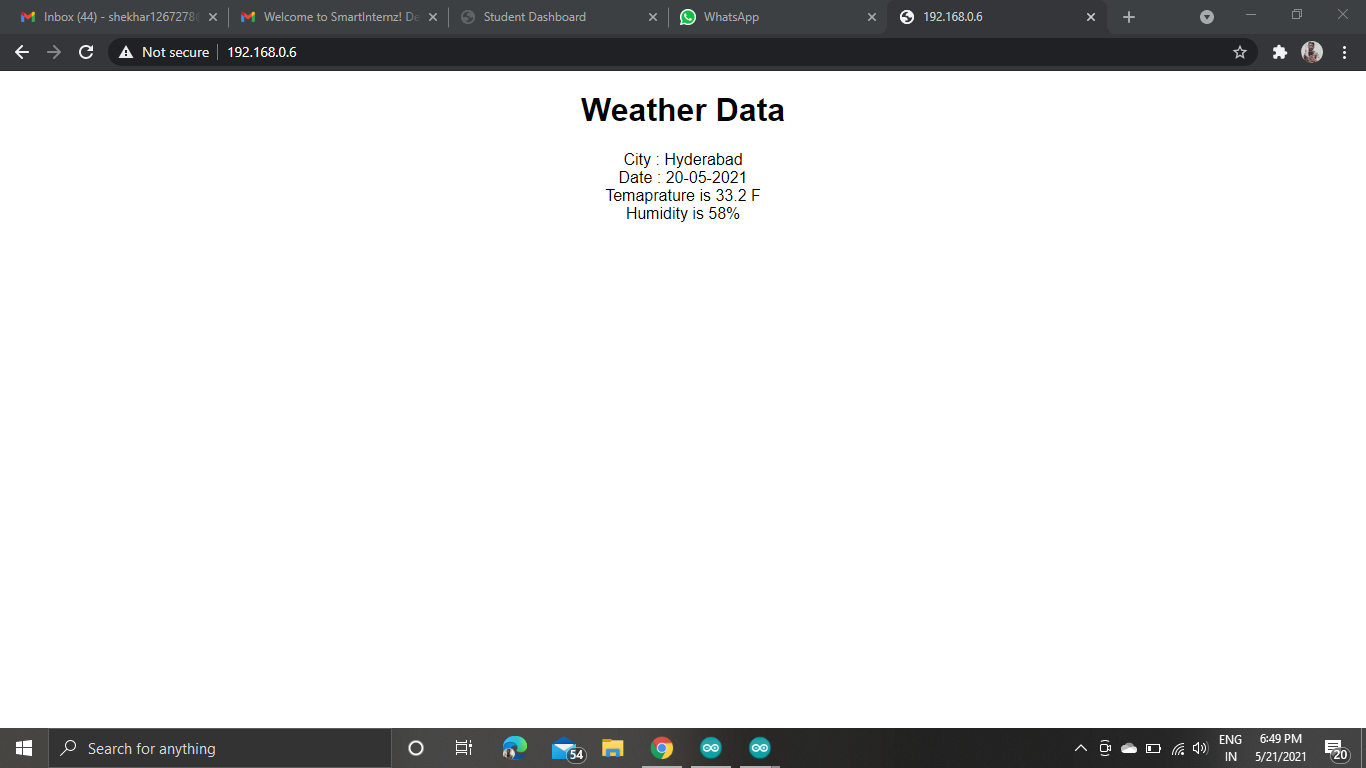 Inbox (44) - shekhar1267278
Welcome to SmartInternz! De
Student Dashboard
WhatsApp
192.168.0.6
Not secure
192.168.0.6
Weather Data
City : Hyderabad
Date : 20-05-2021
Temaprature is 33.2 F
Humidity is 58%
Search for anything
54
ENG
IN
6:49 PM
5/21/2021
20